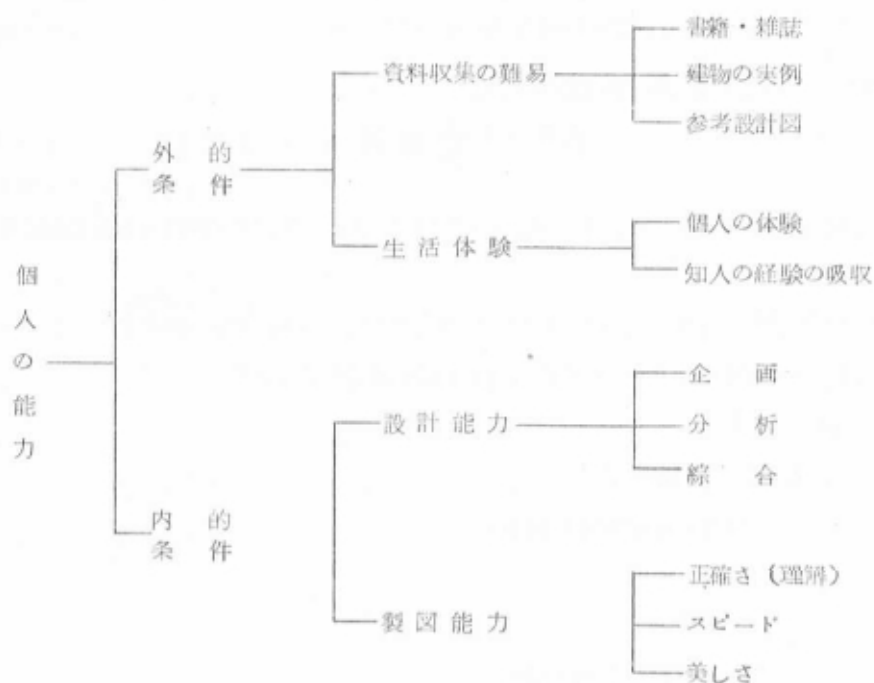 個人の能力
外的条件
資料収集の難易
書籍・雑誌
建物の実例
参考設計図
生活体験
個人の体験
知人の経験の吸収
内的条件
設計能力
企画
分析
綜合
製図能力
正確さ（理解）
スピード
美しさ